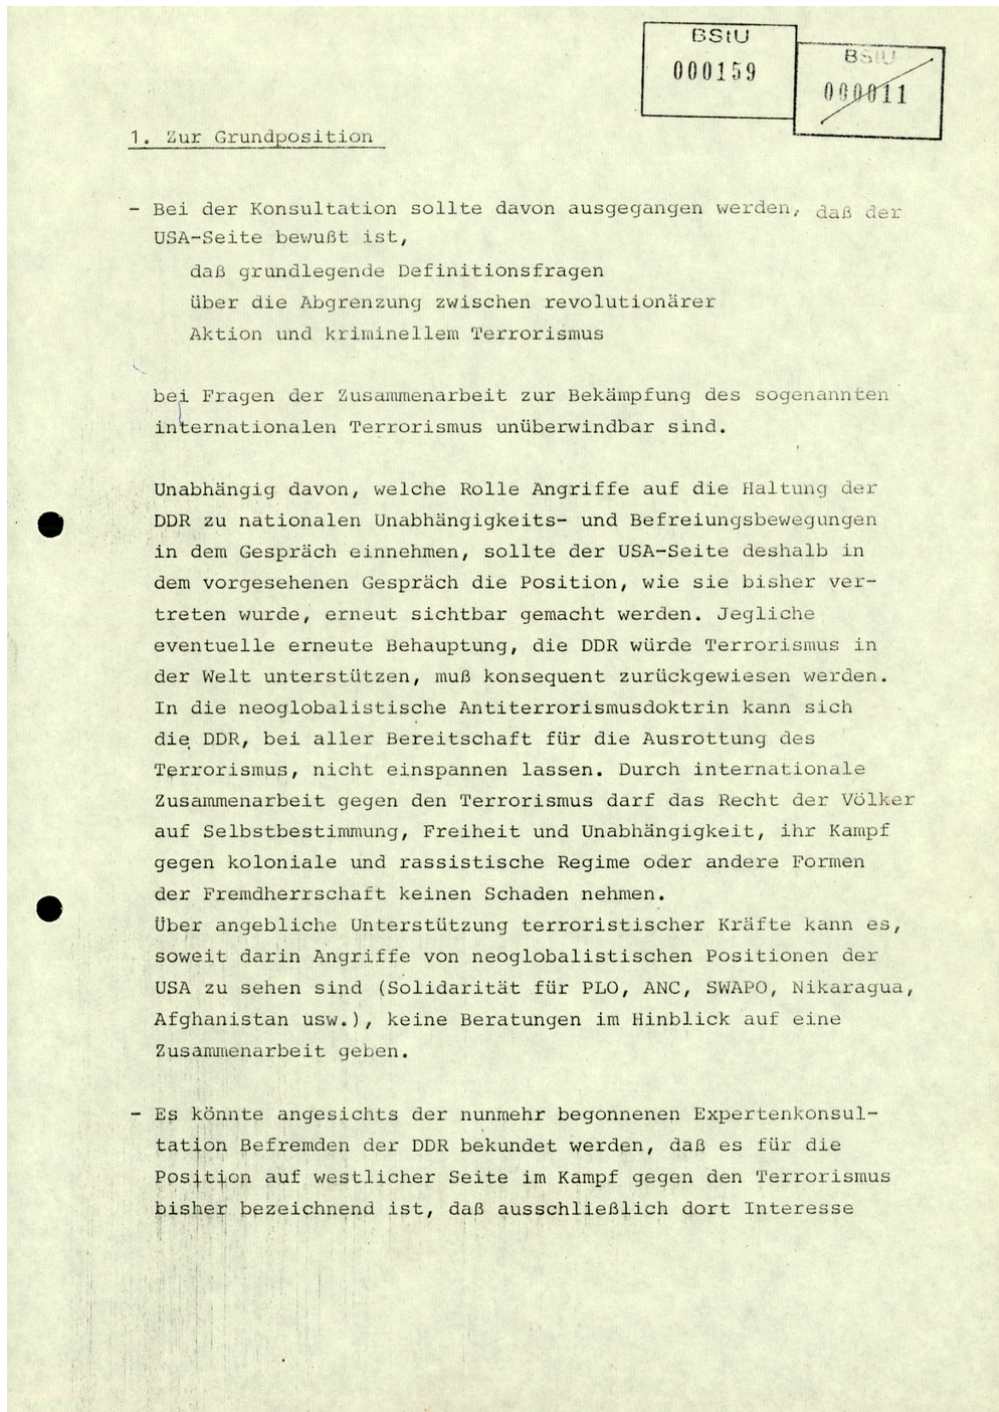 BStU
000159
BStU
000011
1. Zur Grundposition
- Bei der Konsultation sollte davon ausgegangen werden, daß der
USA-Seite bewußt ist,
daß grundlegende Definitionsfragen
über die Abgrenzung zwischen revolutionärer
Aktion und kriminellem Terrorismus
bei Fragen der Zusammenarbeit zur Bekämpfung des sogenannten
internationalen Terrorismus unüberwindbar sind.
Unabhängig davon, welche Rolle Angriffe auf die Haltung der
DDR zu nationalen Unabhängigkeits- und Befreiungsbewegungen
in dem Gespräch einnehmen, sollte der USA-Seite deshalb in
dem vorgesehenen Gespräch die Position, wie sie bisher ver-
treten wurde, erneut sichtbar gemacht werden. Jegliche
eventuelle erneute Behauptung, die DDR würde Terrorismus in
der Welt unterstützen, muß konsequent zurückgewiesen werden.
In die neoglobalistische Antiterrorismusdoktrin kann sich
die DDR, bei aller Bereitschaft für die Ausrottung des
Terrorismus, nicht einspannen lassen. Durch internationale
Zusammenarbeit gegen den Terrorismus darf das Recht der Völker
auf Selbstbestimmung, Freiheit und Unabhängigkeit, ihr Kampf
gegen koloniale und rassistische Regime oder andere Formen
der Fremdherrschaft keinen Schaden nehmen.
Über angebliche Unterstützung terroristischer Kräfte kann es,
soweit darin Angriffe von neoglobalistischen Positionen der
USA zu sehen sind (Solidarität für PLO, ANC, SWAPO, Nikaragua,
Afghanistan usw.), keine Beratungen im Hinblick auf eine
Zusammenarbeit geben.
- Es könnte angesichts der nunmehr begonnenen Expertenkonsul-
tation Befremden der DDR bekundet werden, daß es für die
Position auf westlicher Seite im Kampf gegen den Terrorismus
bisher bezeichnend ist, daß ausschließlich dort Interesse